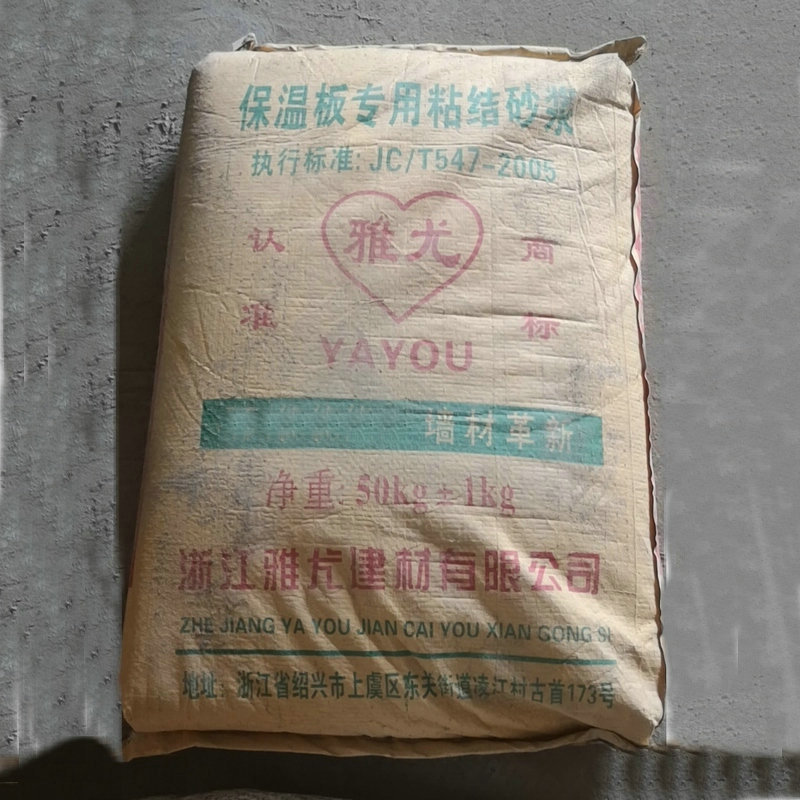 保温板专用粘结砂浆
执行标准: JC/T547-2005
认准 雅尤 商标
YAYOU
墙材革新
净重: 50kg±1kg
浙江雅尤建材有限公司
ZHE JIANG YA YOU JIAN CAI YOU XIAN GONG SI
地址: 浙江省绍兴市上虞区东关街道凌江村古首173号